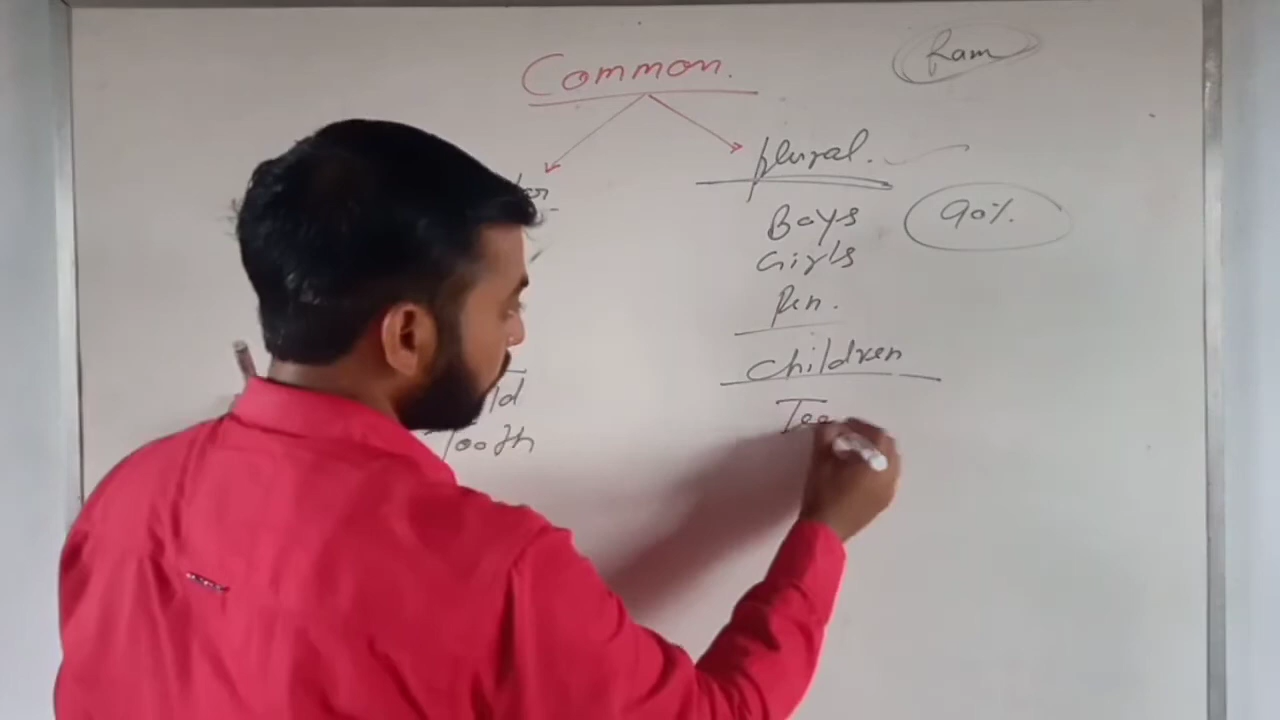 Common.
Ram
plural.
Boys
90%.
Girls
Pen.
Children
Tooth
Tee